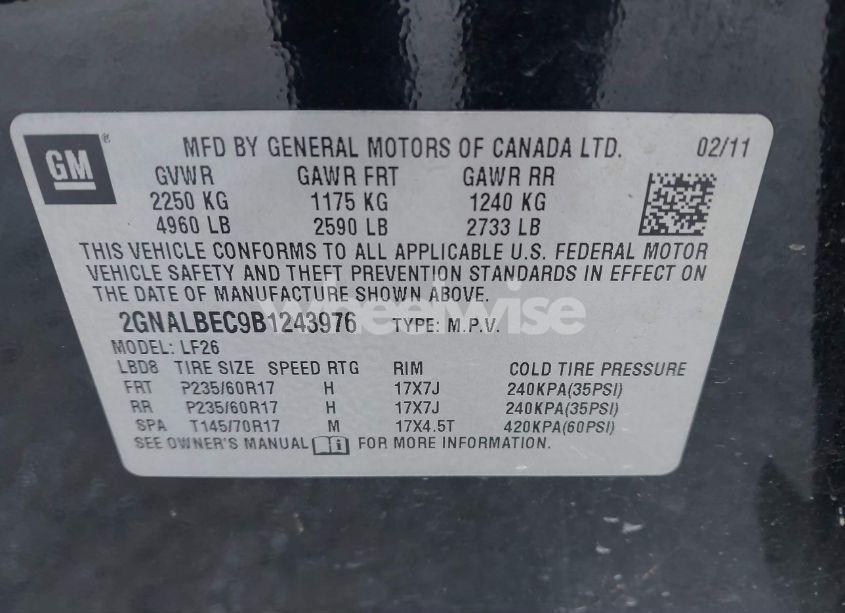 GM ®
MFD BY GENERAL MOTORS OF CANADA LTD. 02/11
GVWR GAWR FRT GAWR RR
2250 KG 1175 KG 1240 KG
4960 LB 2590 LB 2733 LB
THIS VEHICLE CONFORMS TO ALL APPLICABLE U.S. FEDERAL MOTOR
VEHICLE SAFETY AND THEFT PREVENTION STANDARDS IN EFFECT ON
THE DATE OF MANUFACTURE SHOWN ABOVE.
wheelwise
2GNALBEC9B1243976 TYPE: M.P.V.
MODEL: LF26
LBD8 TIRE SIZE SPEED RTG RIM COLD TIRE PRESSURE
FRT P235/60R17 H 17X7J 240KPA(35PSI)
RR P235/60R17 H 17X7J 240KPA(35PSI)
SPA T145/70R17 M 17X4.5T 420KPA(60PSI)
SEE OWNER'S MANUAL FOR MORE INFORMATION.